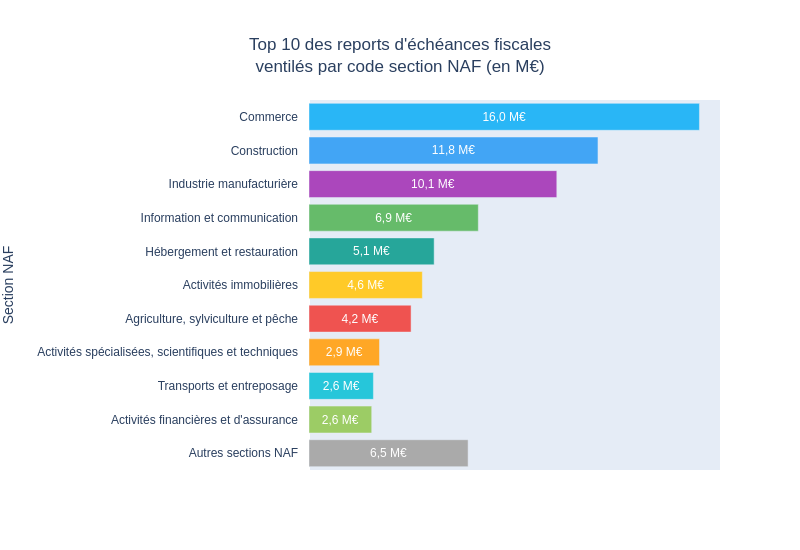 Top 10 des reports d'échéances fiscales
ventilés par code section NAF (en M€)
Section NAF
Commerce 16,0 M€
Construction 11,8 M€
Industrie manufacturière 10,1 M€
Information et communication 6,9 M€
Hébergement et restauration 5,1 M€
Activités immobilières 4,6 M€
Agriculture, sylviculture et pêche 4,2 M€
Activités spécialisées, scientifiques et techniques 2,9 M€
Transports et entreposage 2,6 M€
Activités financières et d'assurance 2,6 M€
Autres sections NAF 6,5 M€